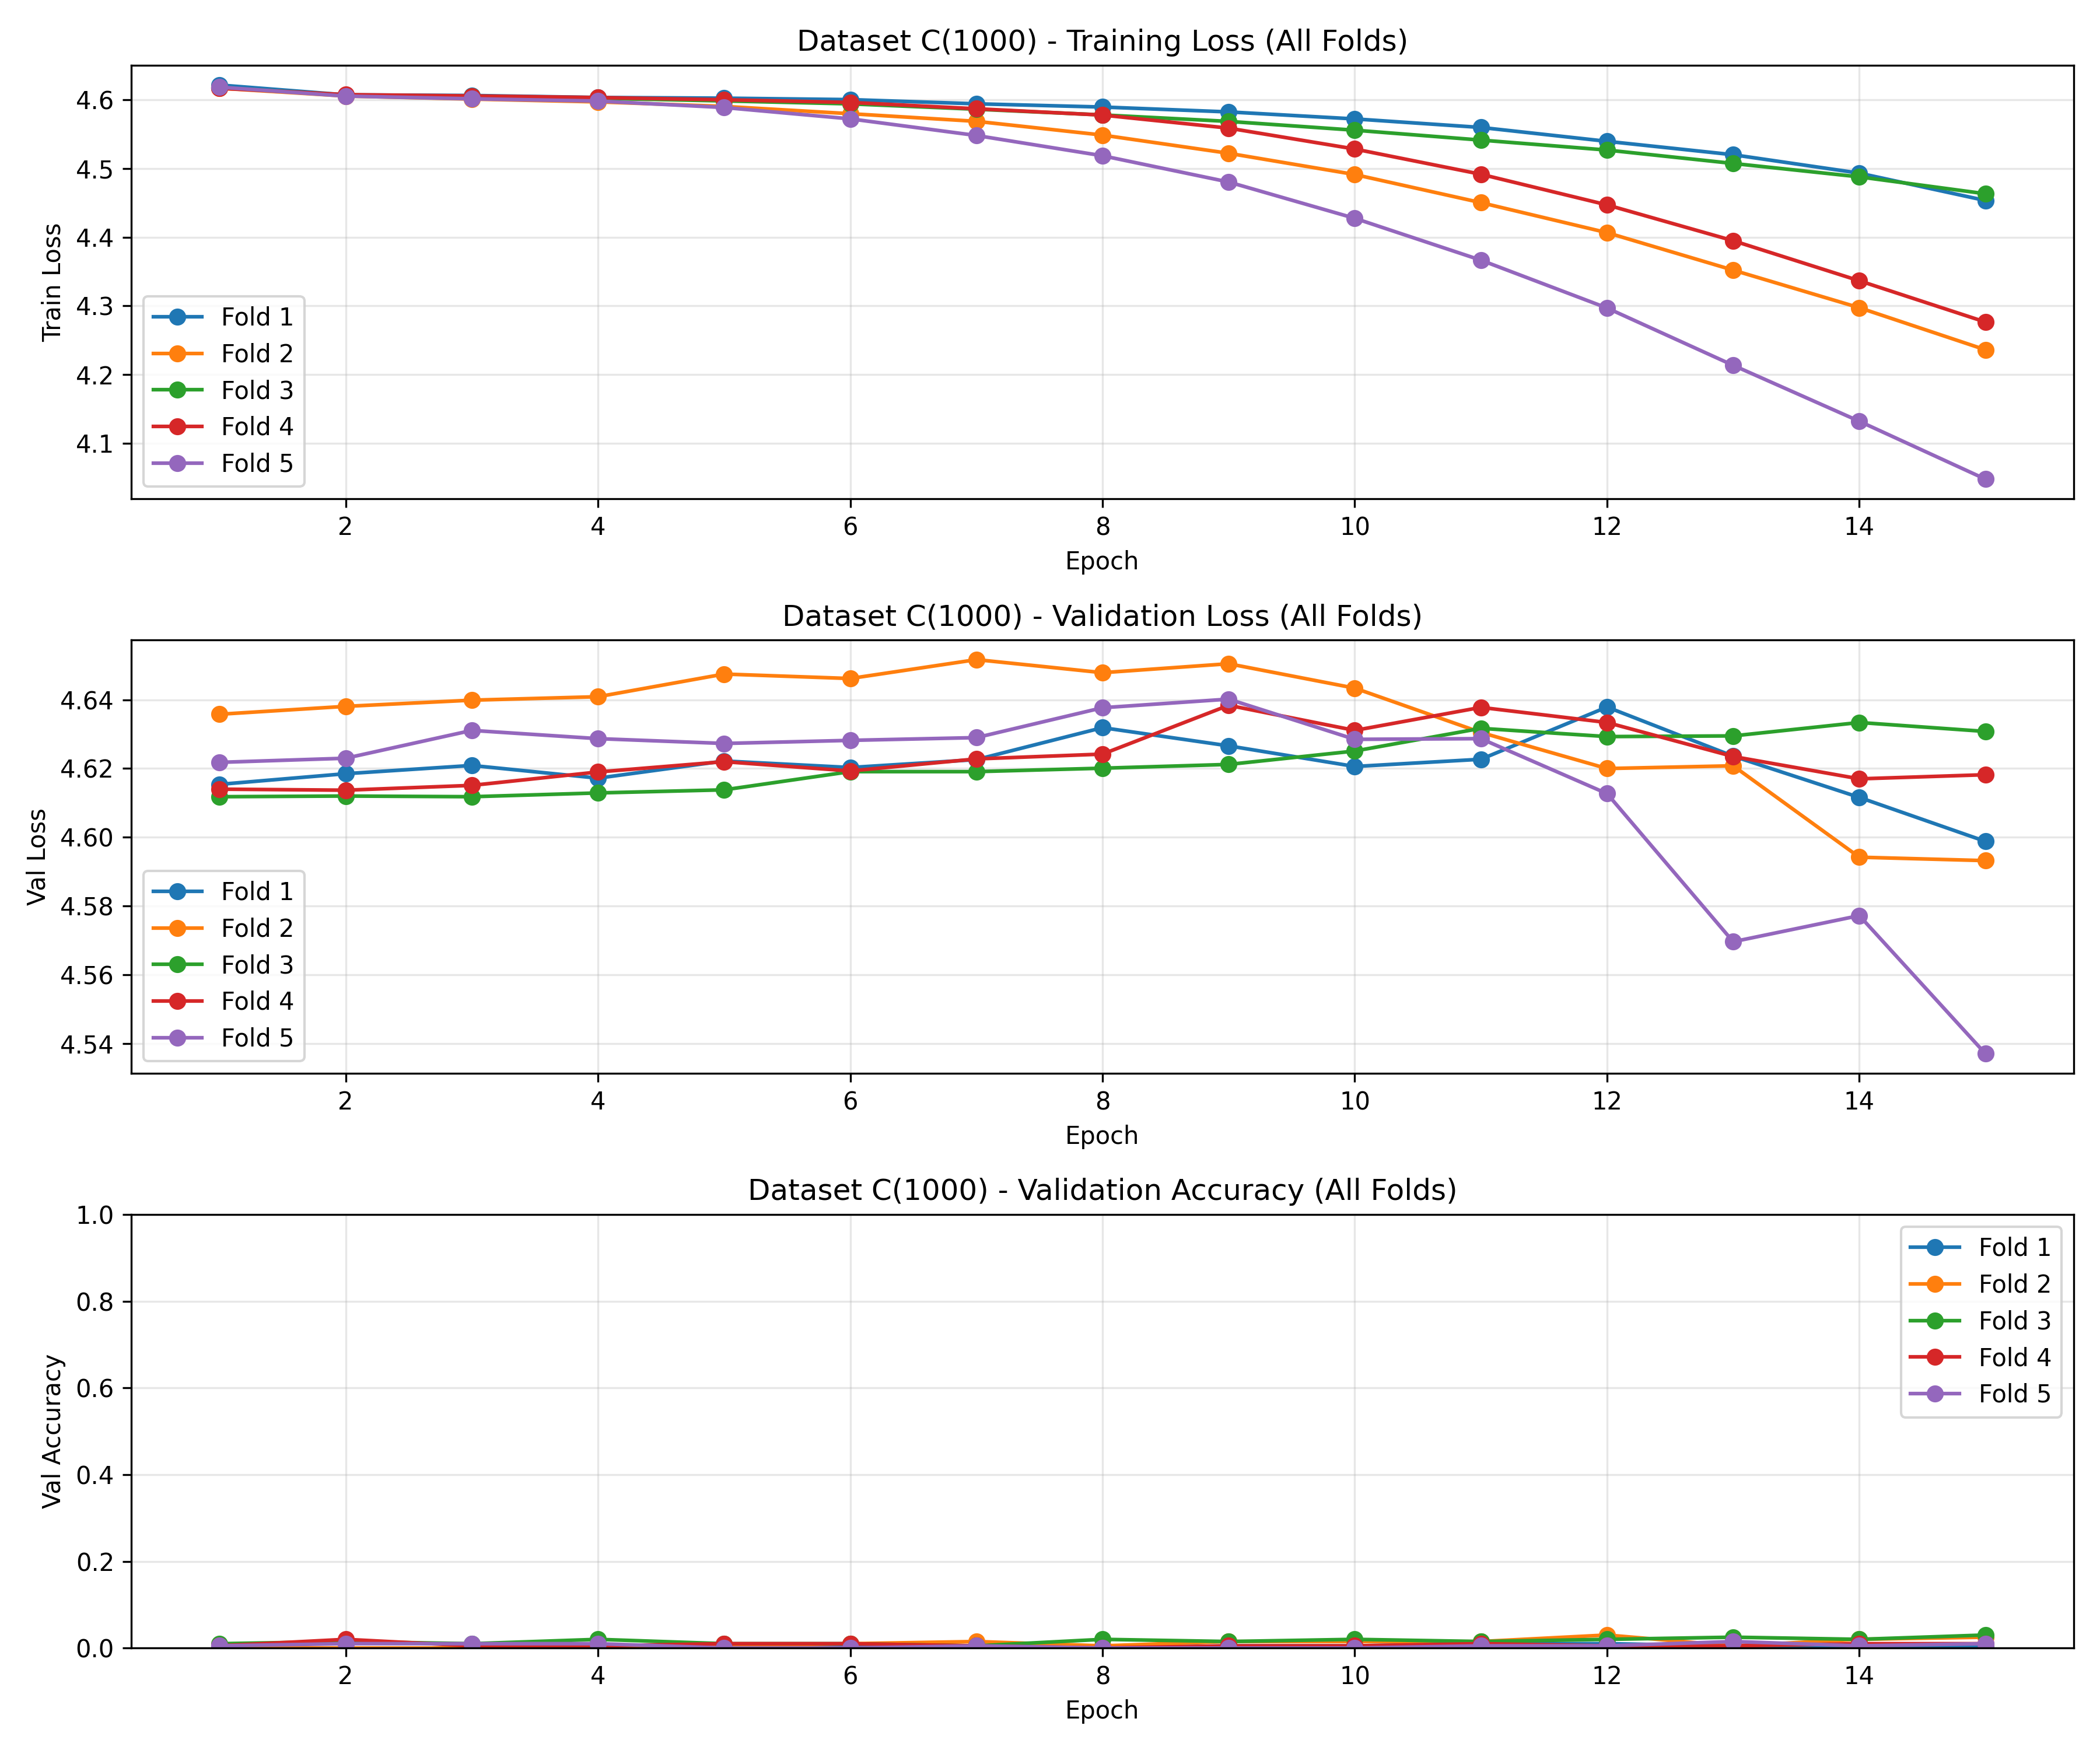 Dataset C(1000) - Training Loss (All Folds)
Train Loss
4.6
4.5
4.4
4.3
4.2
4.1
Fold 1
Fold 2
Fold 3
Fold 4
Fold 5
2 4 6 8 10 12 14
Epoch
Dataset C(1000) - Validation Loss (All Folds)
Val Loss
4.64
4.62
4.60
4.58
4.56
4.54
Fold 1
Fold 2
Fold 3
Fold 4
Fold 5
2 4 6 8 10 12 14
Epoch
Dataset C(1000) - Validation Accuracy (All Folds)
Val Accuracy
1.0
0.8
0.6
0.4
0.2
0.0
Fold 1
Fold 2
Fold 3
Fold 4
Fold 5
2 4 6 8 10 12 14
Epoch